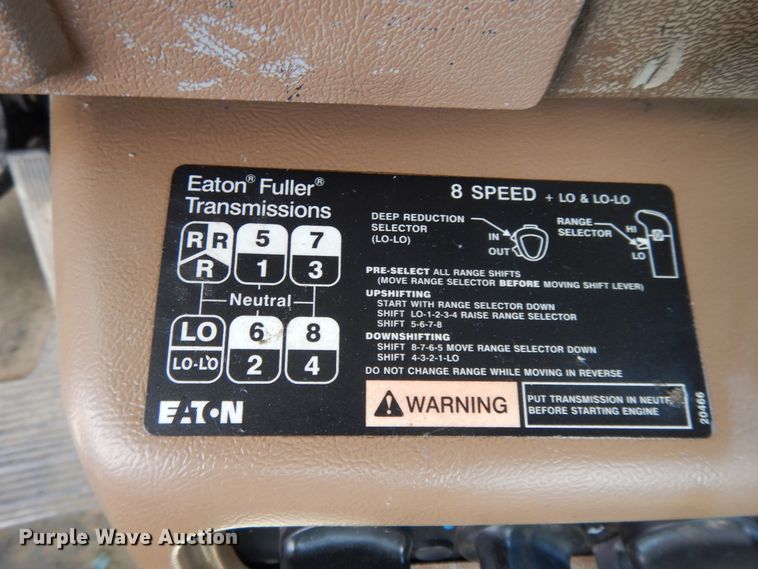 Eaton® Fuller®
Transmissions
8 SPEED + LO & LO-LO
R R
R
5
1
7
3
Neutral
LO
LO-LO
6
2
8
4
DEEP REDUCTION
SELECTOR
(LO-LO)
IN
OUT
RANGE
SELECTOR
HI
LO
PRE-SELECT ALL RANGE SHIFTS
(MOVE RANGE SELECTOR BEFORE MOVING SHIFT LEVER)
UPSHIFTING
START WITH RANGE SELECTOR DOWN
SHIFT LO-1-2-3-4 RAISE RANGE SELECTOR
SHIFT 5-6-7-8
DOWNSHIFTING
SHIFT 8-7-6-5 MOVE RANGE SELECTOR DOWN
SHIFT 4-3-2-1-LO
DO NOT CHANGE RANGE WHILE MOVING IN REVERSE
EATON
WARNING
PUT TRANSMISSION IN NEUTR
BEFORE STARTING ENGINE
20466
Purple Wave Auction